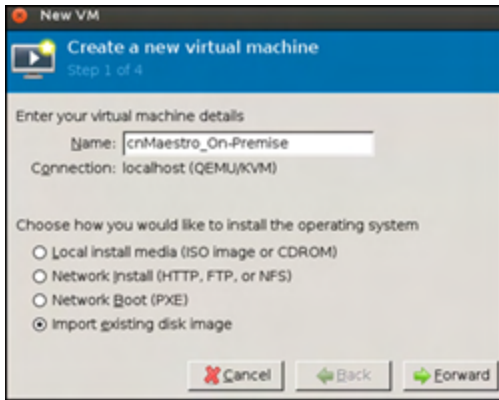 New VM
Create a new virtual machine
Step 1 of 4
Enter your virtual machine details
Name: cnMaestro_On-Premise
Connection: localhost (QEMU/KVM)
Choose how you would like to install the operating system
Local install media (ISO image or CDROM)
Network Install (HTTP, FTP, or NFS)
Network Boot (PXE)
Import existing disk image
Cancel Back Forward